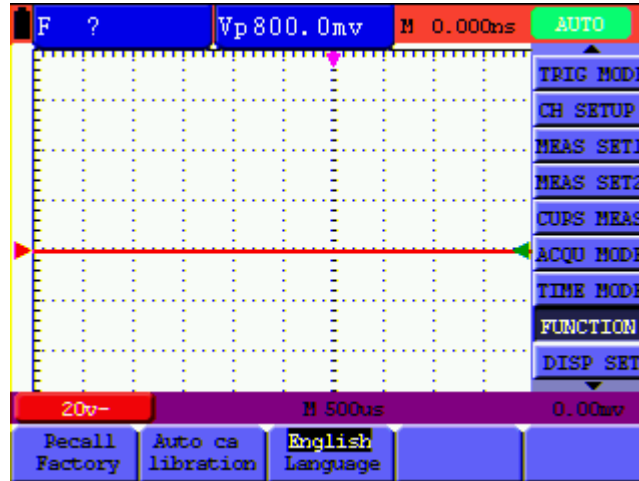 F ? Vp800.0mv M 0.000ns AUTO
TRIG MODE
CH SETUP
MEAS SET1
MEAS SET2
CURS MEAS
ACQU MODE
TIME MODE
FUNCTION
DISP SET
20v- M 500us 0.00mv
Recall Auto ca English
Factory libration Language